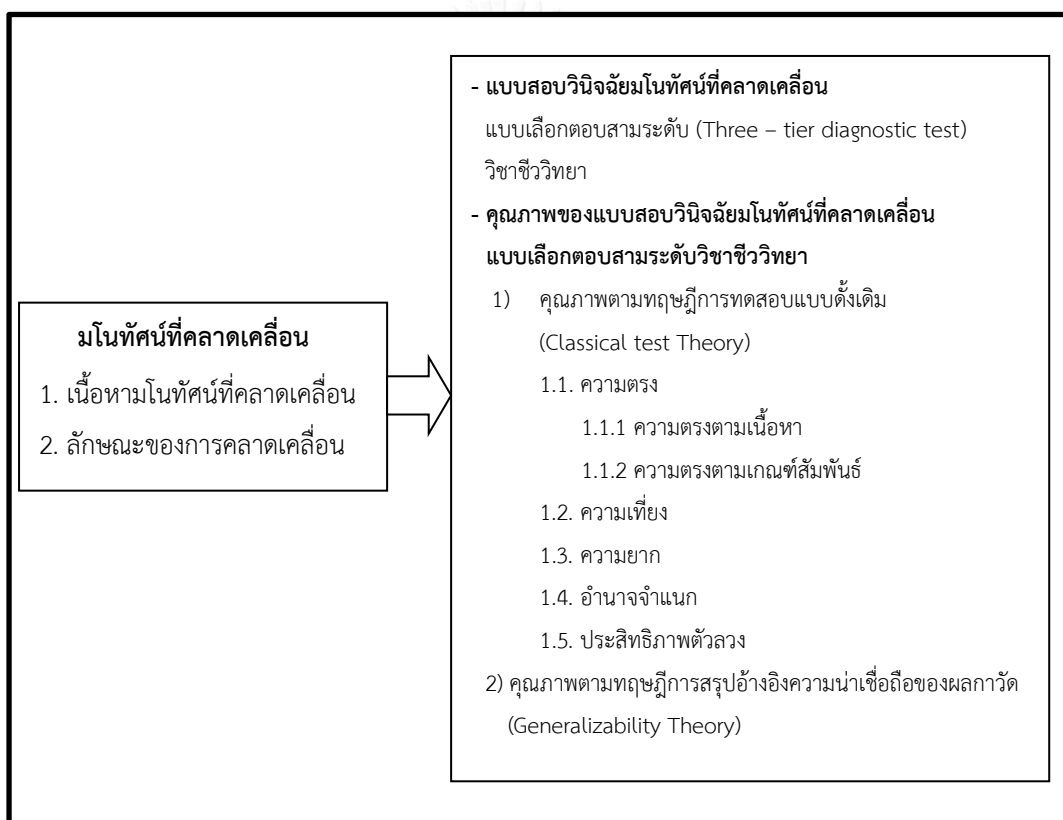 มโนทัศน์ที่คลาดเคลื่อน
1. เนื้อหามโนทัศน์ที่คลาดเคลื่อน
2. ลักษณะของการคลาดเคลื่อน
- แบบสอบวินิจฉัยมโนทัศน์ที่คลาดเคลื่อน
แบบเลือกตอบสามระดับ (Three – tier diagnostic test)
วิชาชีววิทยา
- คุณภาพของแบบสอบวินิจฉัยมโนทัศน์ที่คลาดเคลื่อน
แบบเลือกตอบสามระดับวิชาชีววิทยา
1) คุณภาพตามทฤษฎีการทดสอบแบบดั้งเดิม
(Classical test Theory)
1.1. ความตรง
1.1.1 ความตรงตามเนื้อหา
1.1.2 ความตรงตามเกณฑ์สัมพันธ์
1.2. ความเที่ยง
1.3. ความยาก
1.4. อำนาจจำแนก
1.5. ประสิทธิภาพตัวลวง
2) คุณภาพตามทฤษฎีการสรุปอ้างอิงความน่าเชื่อถือของผลกาวัด
(Generalizability Theory)